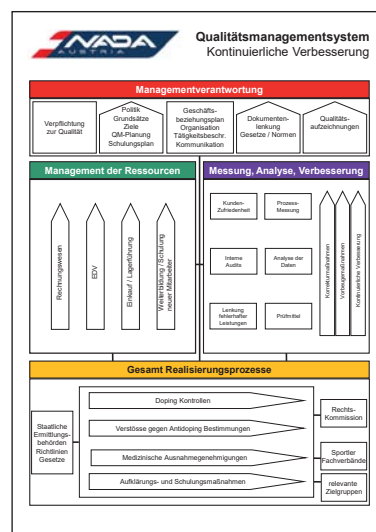 NADA
AUSTRIA
Qualitätsmanagementsystem
Kontinuierliche Verbesserung
Managementverantwortung
Verpflichtung
zur Qualität
Politik
Grundsätze
Ziele
QM-Planung
Schulungsplan
Geschäfts-
beziehungsplan
Organisation
Tätigkeitsbeschr.
Kommunikation
Dokumenten-
lenkung
Gesetze / Normen
Qualitäts-
aufzeichnungen
Management der Ressourcen
Rechnungswesen
EDV
Einkauf / Lagerführung
Weiterbildung / Schulung
neuer Mitarbeiter
Messung, Analyse, Verbesserung
Kunden-
Zufriedenheit
Prozess-
Messung
Interne
Audits
Analyse der
Daten
Lenkung
fehlerhafter
Leistungen
Prüfmittel
Korrekturmaßnahmen
Vorbeugemaßnahmen
Kontinuierliche Verbesserung
Gesamt Realisierungsprozesse
Staatliche
Ermittlungs-
behörden
Richtlinien
Gesetze
Doping Kontrollen
Verstösse gegen Antidoping Bestimmungen
Medizinische Ausnahmegenehmigungen
Aufklärungs- und Schulungsmaßnahmen
Rechts-
Kommission
Sportler
Fachverbände
relevante
Zielgruppen